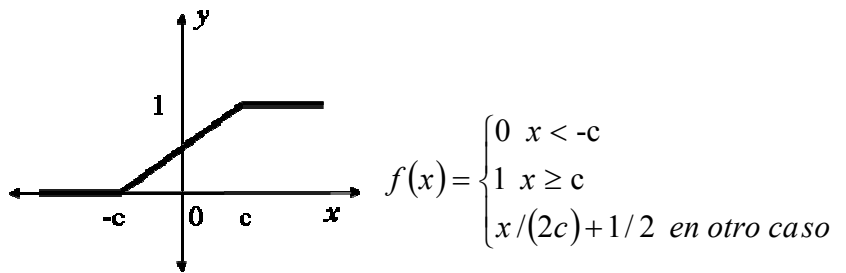 y
1
-c 0 c x
f(x) = {
0 x < -c
1 x ≥ c
x/(2c)+1/2 en otro caso